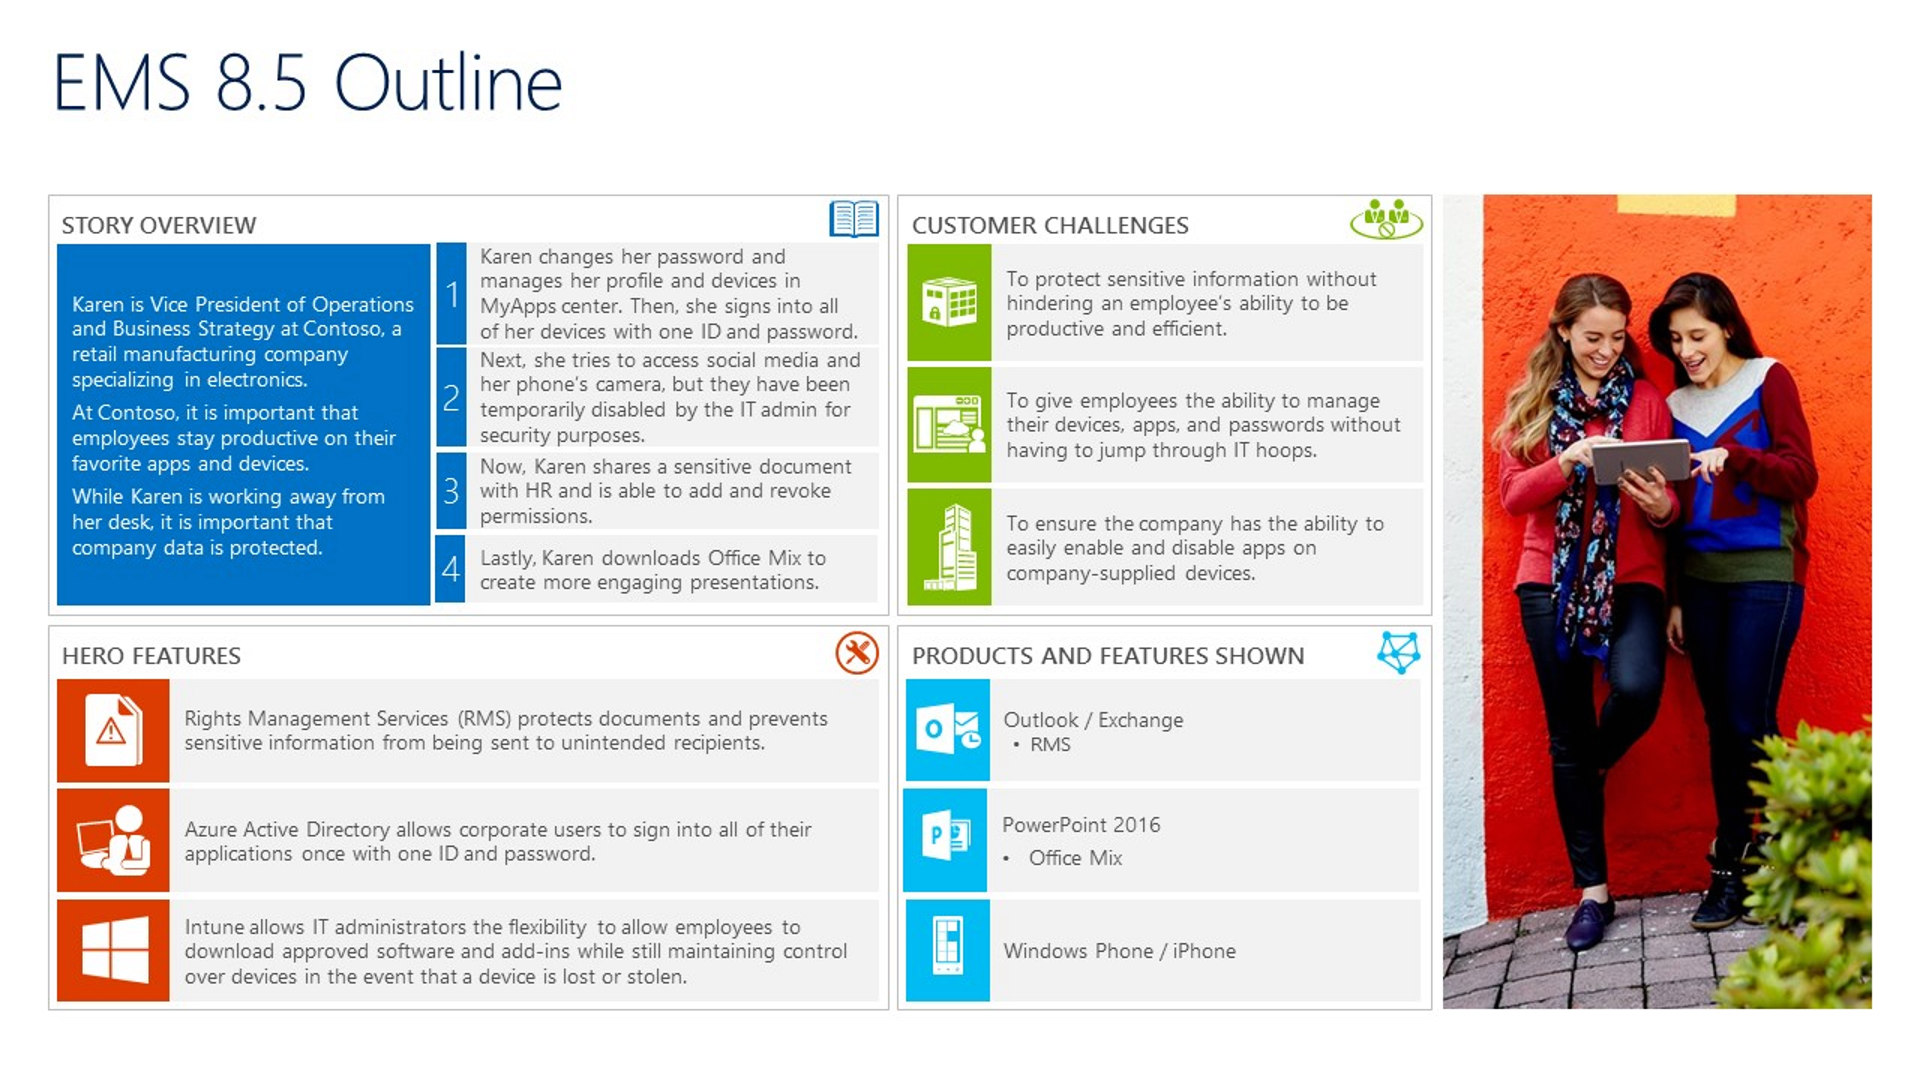 EMS 8.5 Outline
STORY OVERVIEW
Karen is Vice President of Operations
and Business Strategy at Contoso, a
retail manufacturing company
specializing in electronics.
At Contoso, it is important that
employees stay productive on their
favorite apps and devices.
While Karen is working away from
her desk, it is important that
company data is protected.
1
Karen changes her password and
manages her profile and devices in
MyApps center. Then, she signs into all
of her devices with one ID and password.
2
Next, she tries to access social media and
her phone's camera, but they have been
temporarily disabled by the IT admin for
security purposes.
3
Now, Karen shares a sensitive document
with HR and is able to add and revoke
permissions.
4
Lastly, Karen downloads Office Mix to
create more engaging presentations.
CUSTOMER CHALLENGES
To protect sensitive information without
hindering an employee's ability to be
productive and efficient.
To give employees the ability to manage
their devices, apps, and passwords without
having to jump through IT hoops.
To ensure the company has the ability to
easily enable and disable apps on
company-supplied devices.
HERO FEATURES
Rights Management Services (RMS) protects documents and prevents
sensitive information from being sent to unintended recipients.
Azure Active Directory allows corporate users to sign into all of their
applications once with one ID and password.
Intune allows IT administrators the flexibility to allow employees to
download approved software and add-ins while still maintaining control
over devices in the event that a device is lost or stolen.
PRODUCTS AND FEATURES SHOWN
Outlook / Exchange
• RMS
PowerPoint 2016
• Office Mix
Windows Phone / iPhone